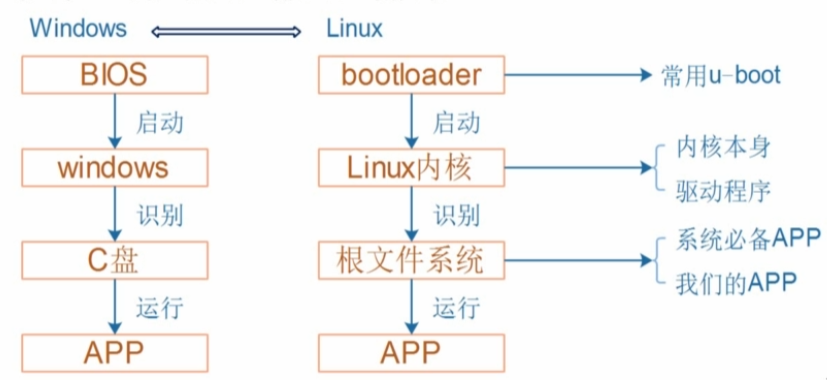 Windows Linux
BIOS bootloader 常用u-boot
启动 启动
内核本身
windows Linux内核
驱动程序
识别 识别
系统必备APP
C盘 根文件系统
我们的APP
运行 运行
APP APP